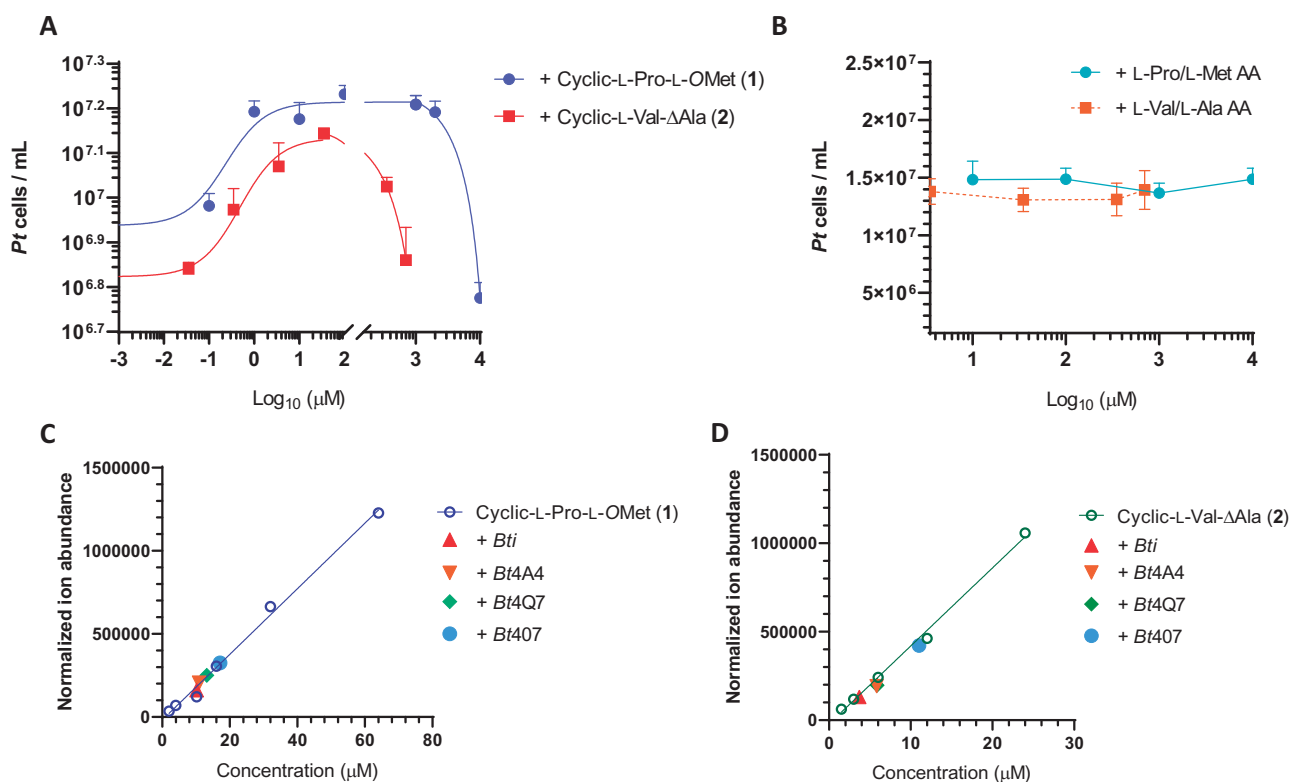 A
10^7.3
10^7.2
10^7.1
10^7
10^6.9
10^6.8
10^6.7
Pt cells / mL
-3 -2 -1 0 1 2 3 4
Log10 (µM)
+ Cyclic-L-Pro-L-OMet (1)
+ Cyclic-L-Val-ΔAla (2)
B
2.5×10^7
2.0×10^7
1.5×10^7
1×10^7
5×10^6
Pt cells / mL
1 2 3 4
Log10 (µM)
+ L-Pro/L-Met AA
+ L-Val/L-Ala AA
C
1500000
1000000
500000
0
Normalized ion abundance
0 20 40 60 80
Concentration (µM)
Cyclic-L-Pro-L-OMet (1)
+ Bti
+ Bt4A4
+ Bt4Q7
+ Bt407
D
1500000
1000000
500000
0
Normalized ion abundance
0 10 20 30
Concentration (µM)
Cyclic-L-Val-ΔAla (2)
+ Bti
+ Bt4A4
+ Bt4Q7
+ Bt407